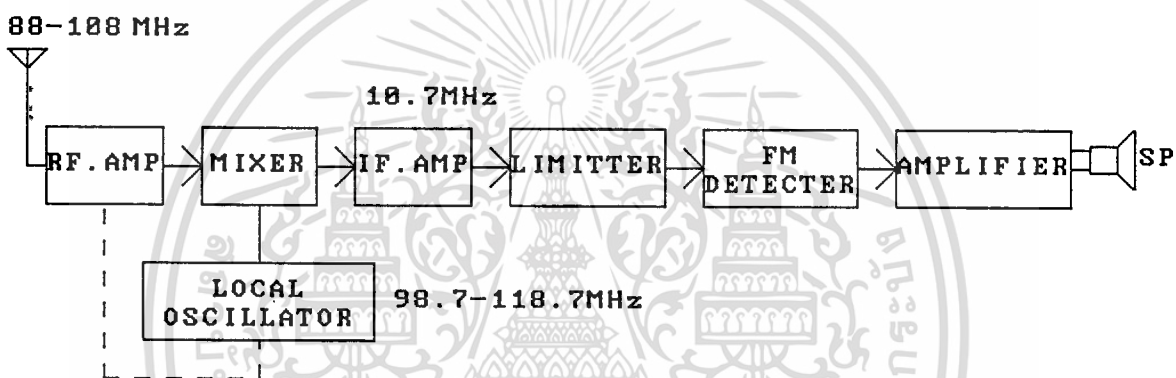 88-108 MHz
10.7MHz
RF.AMP
MIXER
IF.AMP
LIMITTER
FM
DETECTER
AMPLIFIER
SP
LOCAL
OSCILLATOR
98.7-118.7MHz